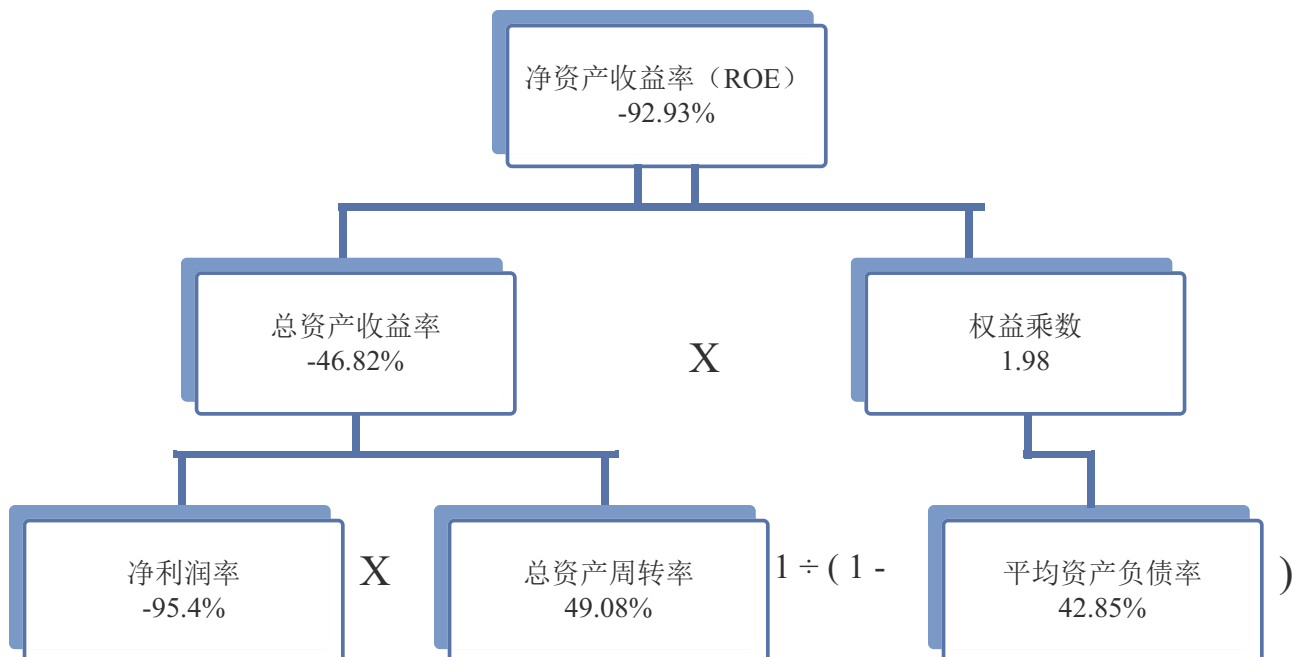 净资产收益率（ROE）
-92.93%
总资产收益率
-46.82%
X
权益乘数
1.98
净利润率
-95.4%
X
总资产周转率
49.08%
1 ÷ ( 1 -
平均资产负债率
42.85%
)